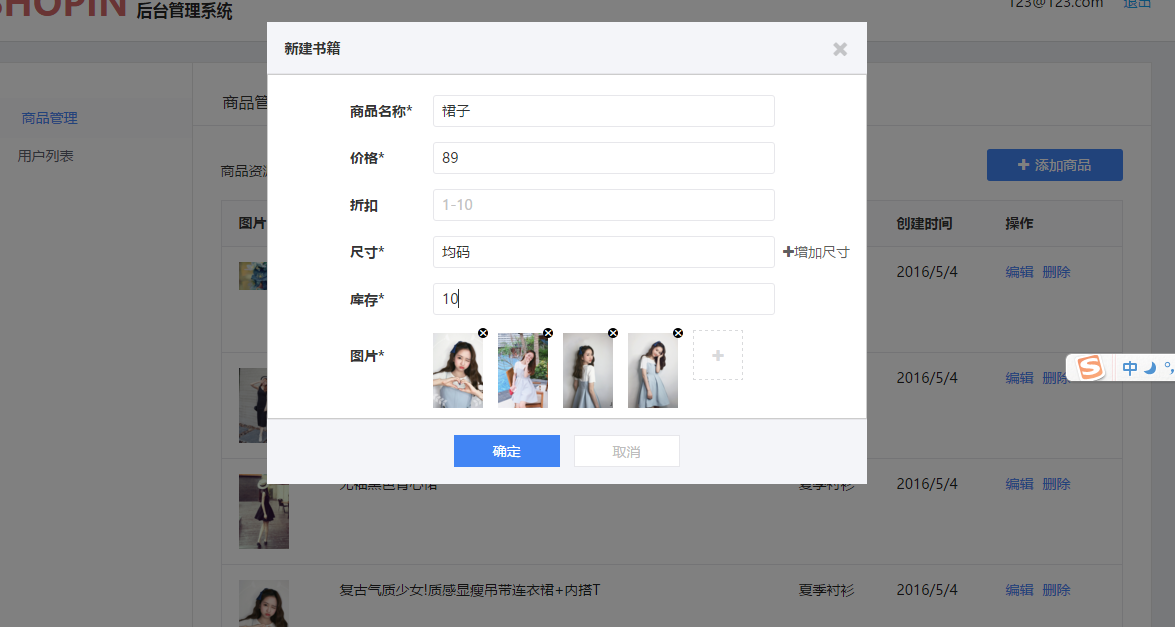 SHOPIN 后台管理系统
123@123.com 退出
新建书籍
商品管理
用户列表
商品管
商品资源
添加商品
商品名称* 裙子
价格* 89
折扣 1-10
尺寸* 均码 增加尺寸
库存* 10
图片*
确定 取消
图片 创建时间 操作
2016/5/4 编辑 删除
2016/5/4 编辑 删除
无袖黑色背心裙 夏季衬衫 2016/5/4 编辑 删除
复古气质少女!质感显瘦吊带连衣裙+内搭T 夏季衬衫 2016/5/4 编辑 删除
中